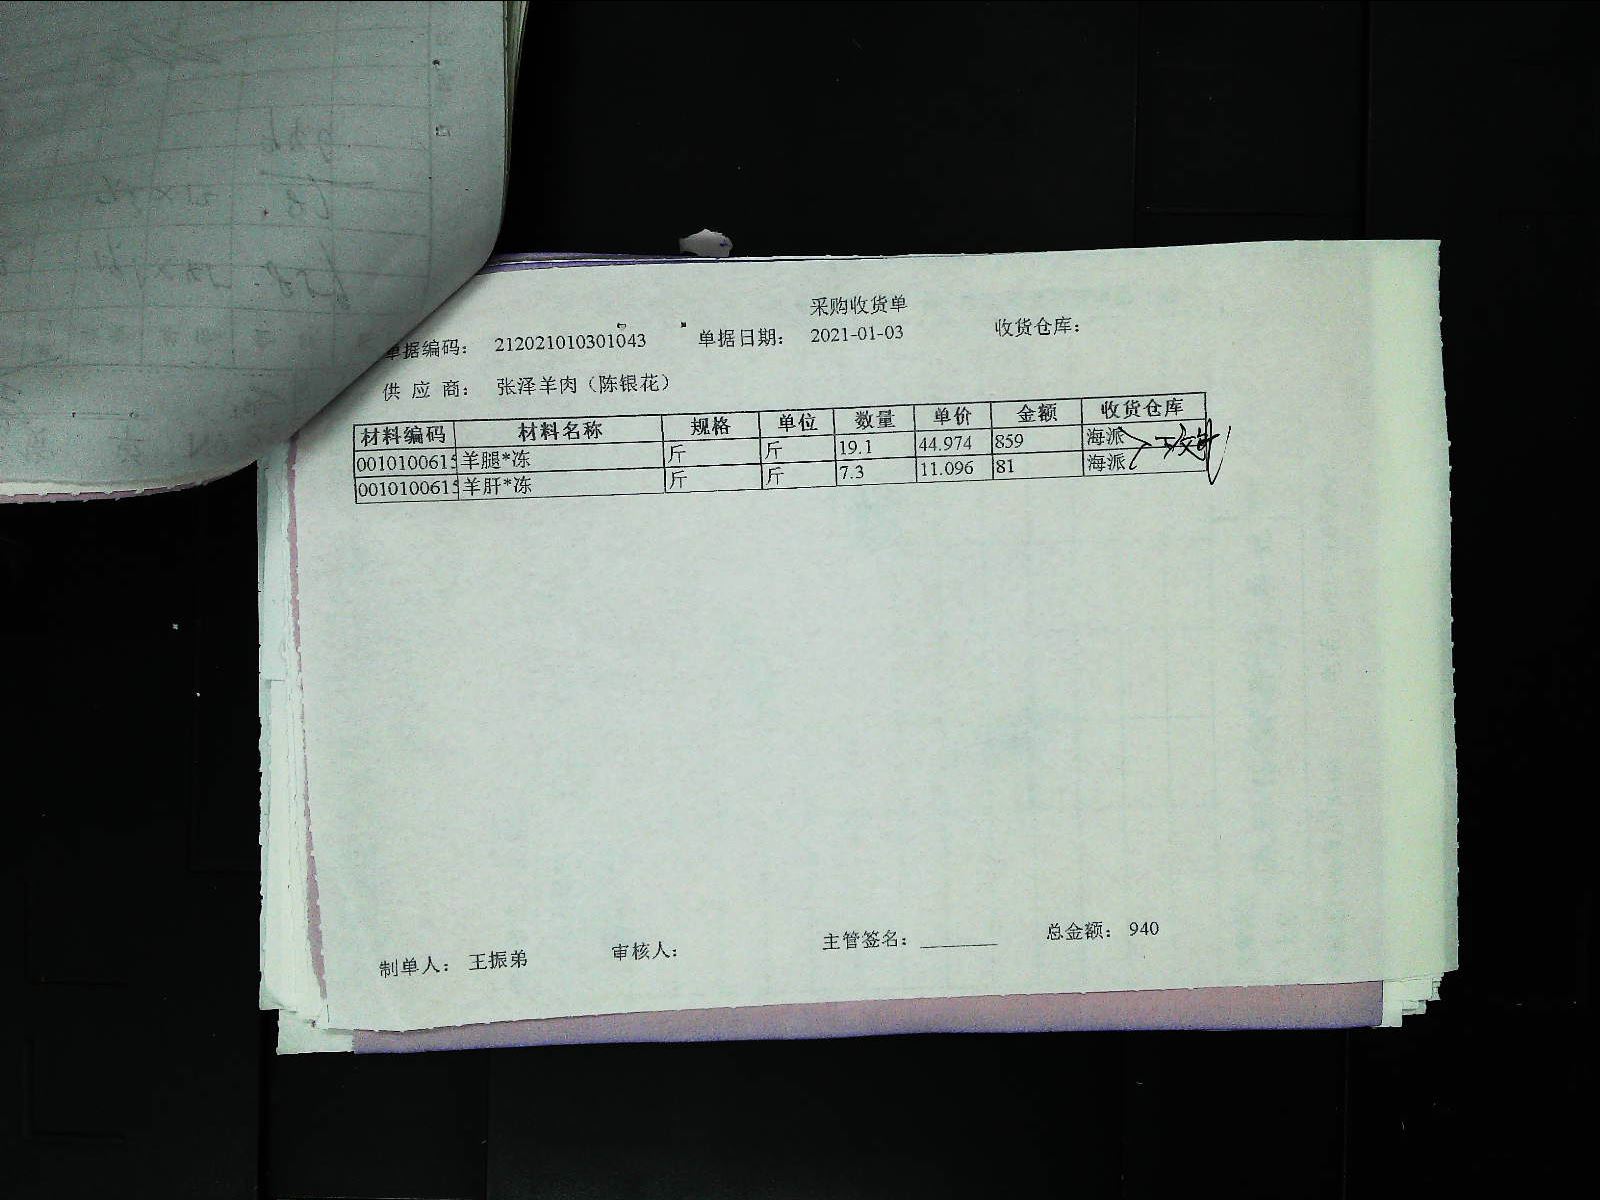 采购收货单
单据编码： 212021010301043 单据日期： 2021-01-03 收货仓库：
供应商： 张泽羊肉（陈银花）
材料编码 材料名称 规格 单位 数量 单价 金额 收货仓库
0010100615 羊腿*冻 斤 斤 19.1 44.974 859 海派
0010100615 羊肝*冻 斤 斤 7.3 11.096 81 海派
制单人： 王振弟 审核人： 主管签名：________ 总金额： 940